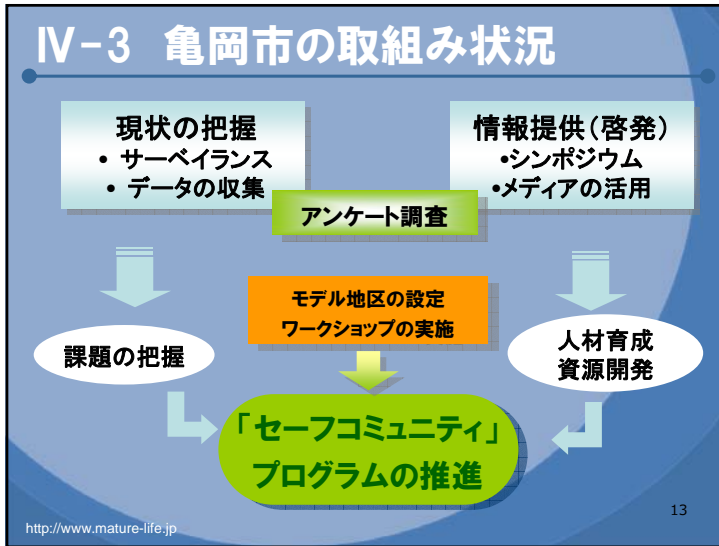 Ⅳ-3 亀岡市の取組み状況
現状の把握
• サーベイランス
• データの収集
情報提供(啓発)
•シンポジウム
•メディアの活用
アンケート調査
モデル地区の設定
ワークショップの実施
課題の把握
人材育成
資源開発
「セーフコミュニティ」
プログラムの推進
http://www.mature-life.jp
13